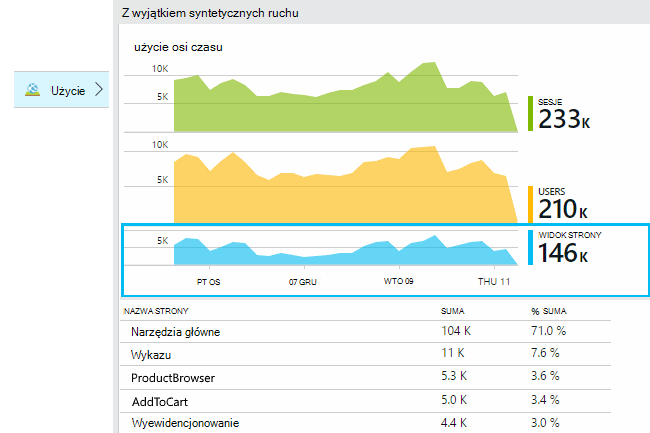 Z wyjątkiem syntetycznych ruchu
użycie osi czasu
Użycie
10K
5K
SESJE
233K
10K
5K
USERS
210 K
5K
WIDOK STRONY
146K
PT OS
07 GRU
WTO 09
THU 11
NAZWA STRONY SUMA % SUMA
Narzędzia główne 104 K 71.0 %
Wykazu 11 K 7.6 %
ProductBrowser 5.3 K 3.6 %
AddToCart 5.0 K 3.4 %
Wyewidencjonowanie 4.4 K 3.0 %